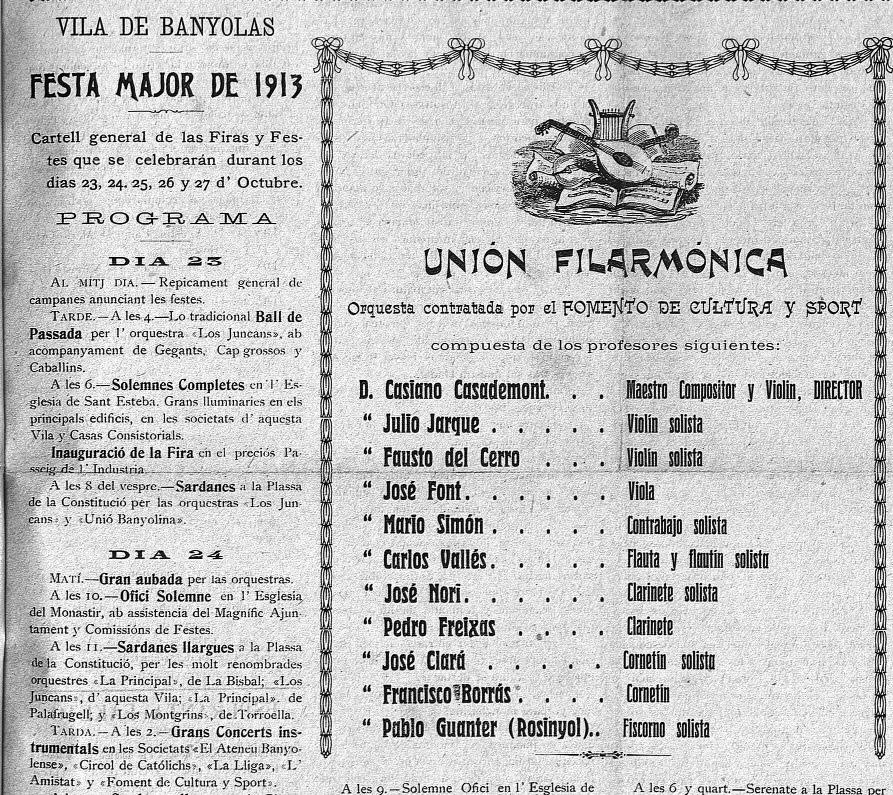 VILA DE BANYOLAS
FESTA MAJOR DE 1913
Cartell general de las Firas y Fes-
tes que se celebrarán durant los
dias 23, 24, 25, 26 y 27 d' Octubre.
PROGRAMA
DIA 23
AL MITJ DIA.—Repicament general de
campanes anunciant les festes.
TARDE.—A les 4.—Lo tradicional Ball de
Passada per l' orquestra «Los Juncans», ab
acompanyament de Gegants, Cap grossos y
Caballins.
A les 6.—Solemnes Completes en l' Es-
glesia de Sant Esteba. Grans lluminaries en els
principals edificis, en les societats d' aquesta
Vila y Casas Consistorials.
Inauguració de la Fira en el preciós Pa-
sseig de l' Industria
A les 8 del vespre.—Sardanes a la Plassa
de la Constitució per las orquestras «Los Jun-
cans» y «Unió Banyolina».
DIA 24
MATÍ.—Gran aubada per las orquestras.
A les 10.—Ofici Solemne en l' Esglesia
del Monastir, ab assistencia del Magnífic Ajun-
tament y Comissións de Festes.
A les 11.—Sardanes llargues a la Plassa
de la Constitució, per les molt renombrades
orquestres «La Principal», de La Bisbal; «Los
Juncans», d' aquesta Vila; «La Principal». de
Palafrugell; y «Los Montgrins», de Torroella.
TARDA.—A les 2.—Grans Concerts ins-
trumentals en les Societats «El Ateneu Banyo-
lense», «Circol de Católichs», «La Lliga», «L'
Amistat» y «Foment de Cultura y Sport».
UNIÓN FILARMÓNICA
Orquesta contratada por el FOMENTO DE CULTURA Y SPORT
compuesta de los profesores siguientes:
D. Casiano Casademont. . . Maestro Compositor y Violin, DIRECTOR
“ Julio Jarque . . . . . Violin solista
“ Fausto del Cerro . . . Violin solista
“ José Font. . . . . . Viola
“ Mario Simón . . . . . Contrabajo solista
“ Carlos Vallés. . . . . Flauta y flautin solista
“ José Nori. . . . . . Clarinete solista
“ Pedro Freixas . . . . Clarinete
“ José Clará . . . . . Cornetin solista
“ Francisco Borrás . . . . Cornetin
“ Pablo Guanter (Rosinyol).. Fiscorno solista
A les 9.—Solemne Ofici en l' Esglesia de
A les 6 y quart.—Serenate a la Plassa per